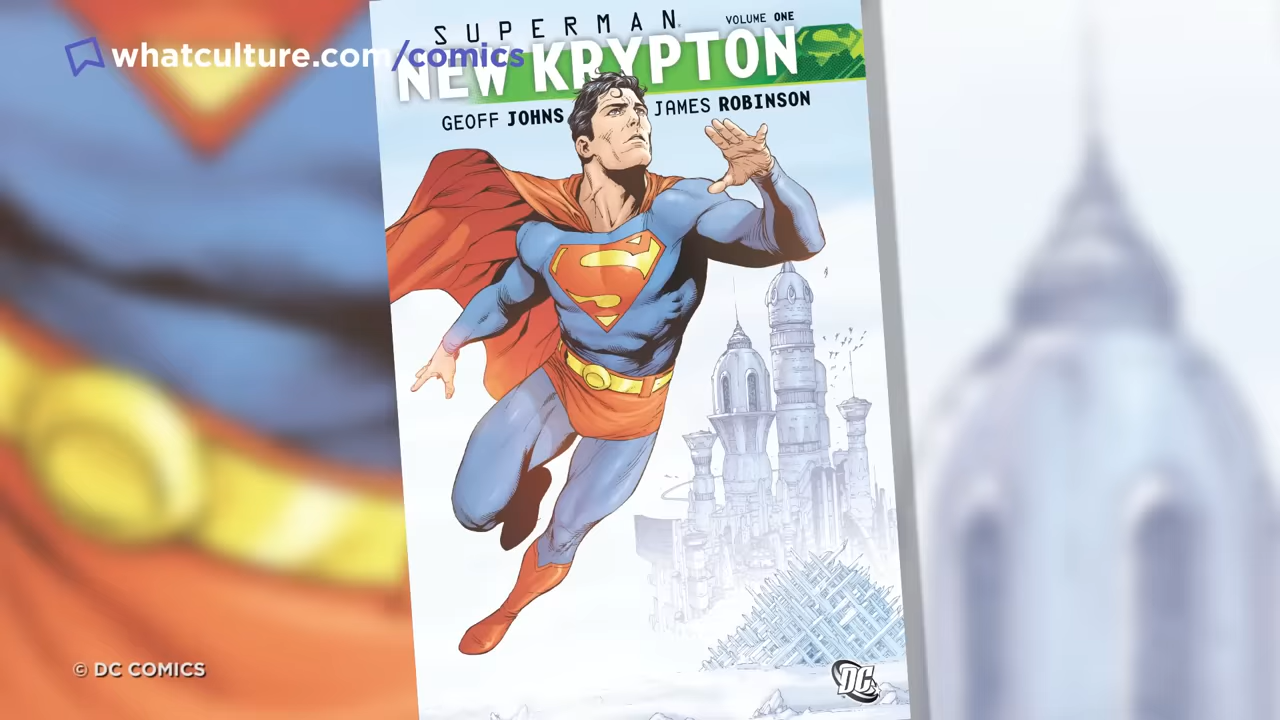 SUPERMAN
VOLUME ONE
whatculture.com/comics
NEW KRYPTON
GEOFF JOHNS
JAMES ROBINSON
S
© DC COMICS
DC